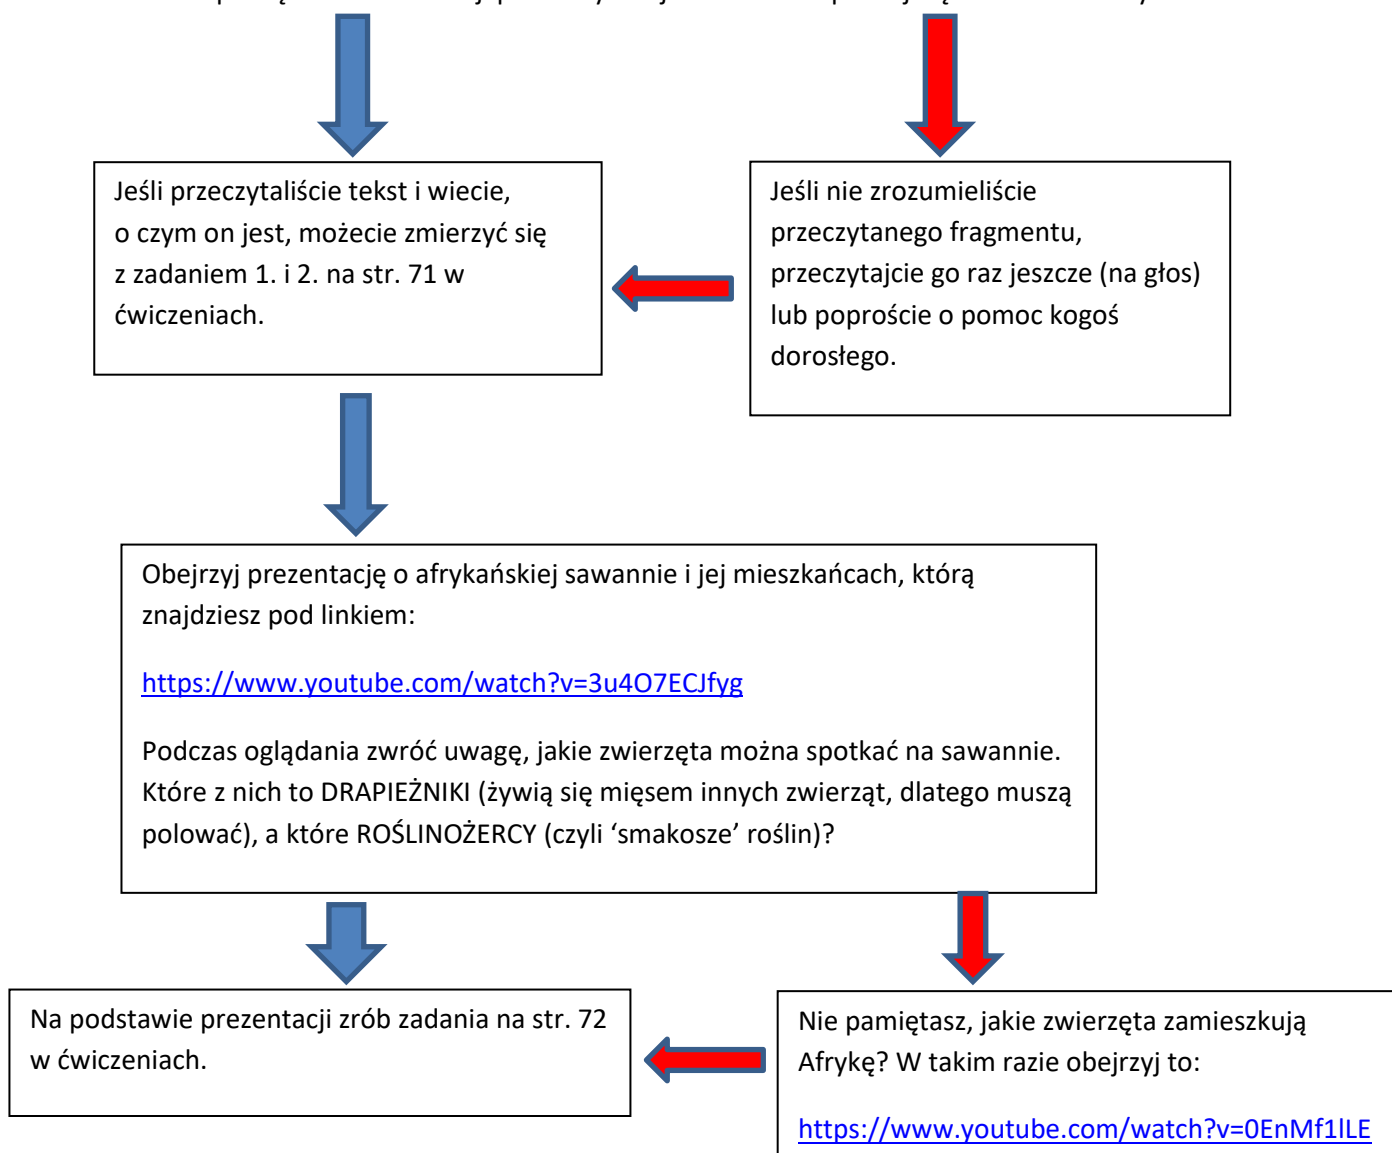 Jeśli przeczytaliście tekst i wiecie,
o czym on jest, możecie zmierzyć się
z zadaniem 1. i 2. na str. 71 w
ćwiczeniach.
Jeśli nie zrozumieliście
przeczytanego fragmentu,
przeczytajcie go raz jeszcze (na głos)
lub poproście o pomoc kogoś
dorosłego.
Obejrzyj prezentację o afrykańskiej sawannie i jej mieszkańcach, którą
znajdziesz pod linkiem:
https://www.youtube.com/watch?v=3u4O7ECJfyg
Podczas oglądania zwróć uwagę, jakie zwierzęta można spotkać na sawannie.
Które z nich to DRAPIEŻNIKI (żywią się mięsem innych zwierząt, dlatego muszą
polować), a które ROŚLINOŻERCY (czyli ‘smakosze’ roślin)?
Na podstawie prezentacji zrób zadania na str. 72
w ćwiczeniach.
Nie pamiętasz, jakie zwierzęta zamieszkują
Afrykę? W takim razie obejrzyj to:
https://www.youtube.com/watch?v=0EnMf1lLE